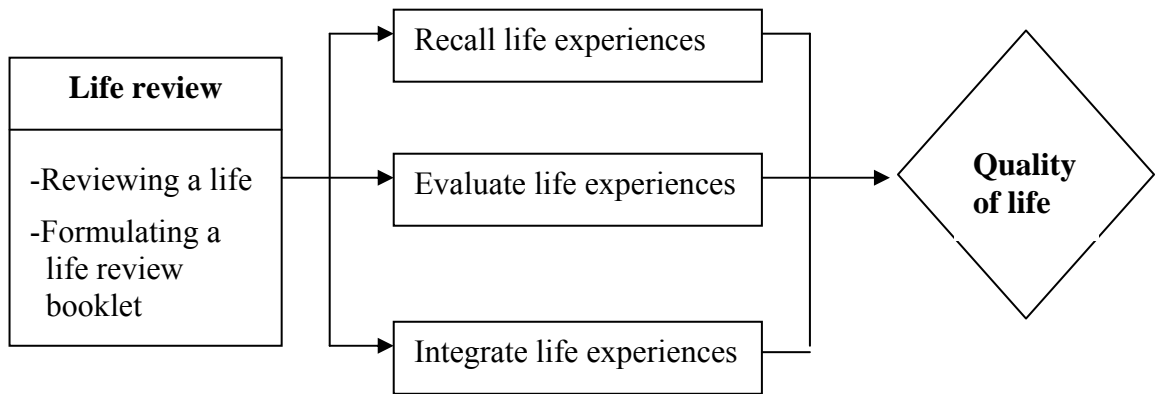 Life review
-Reviewing a life
-Formulating a
life review
booklet
Recall life experiences
Evaluate life experiences
Integrate life experiences
Quality
of life